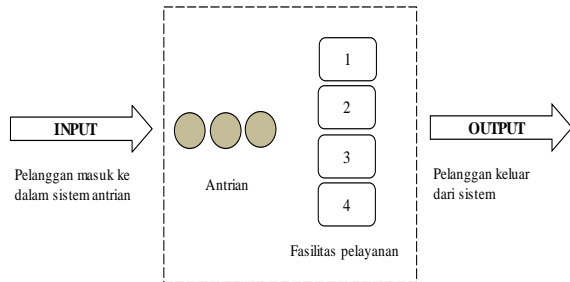 INPUT
Pelanggan masuk ke
dalam sistem antrian
Antrian
1
2
3
4
Fasilitas pelayanan
OUTPUT
Pelanggan keluar
dari sistem